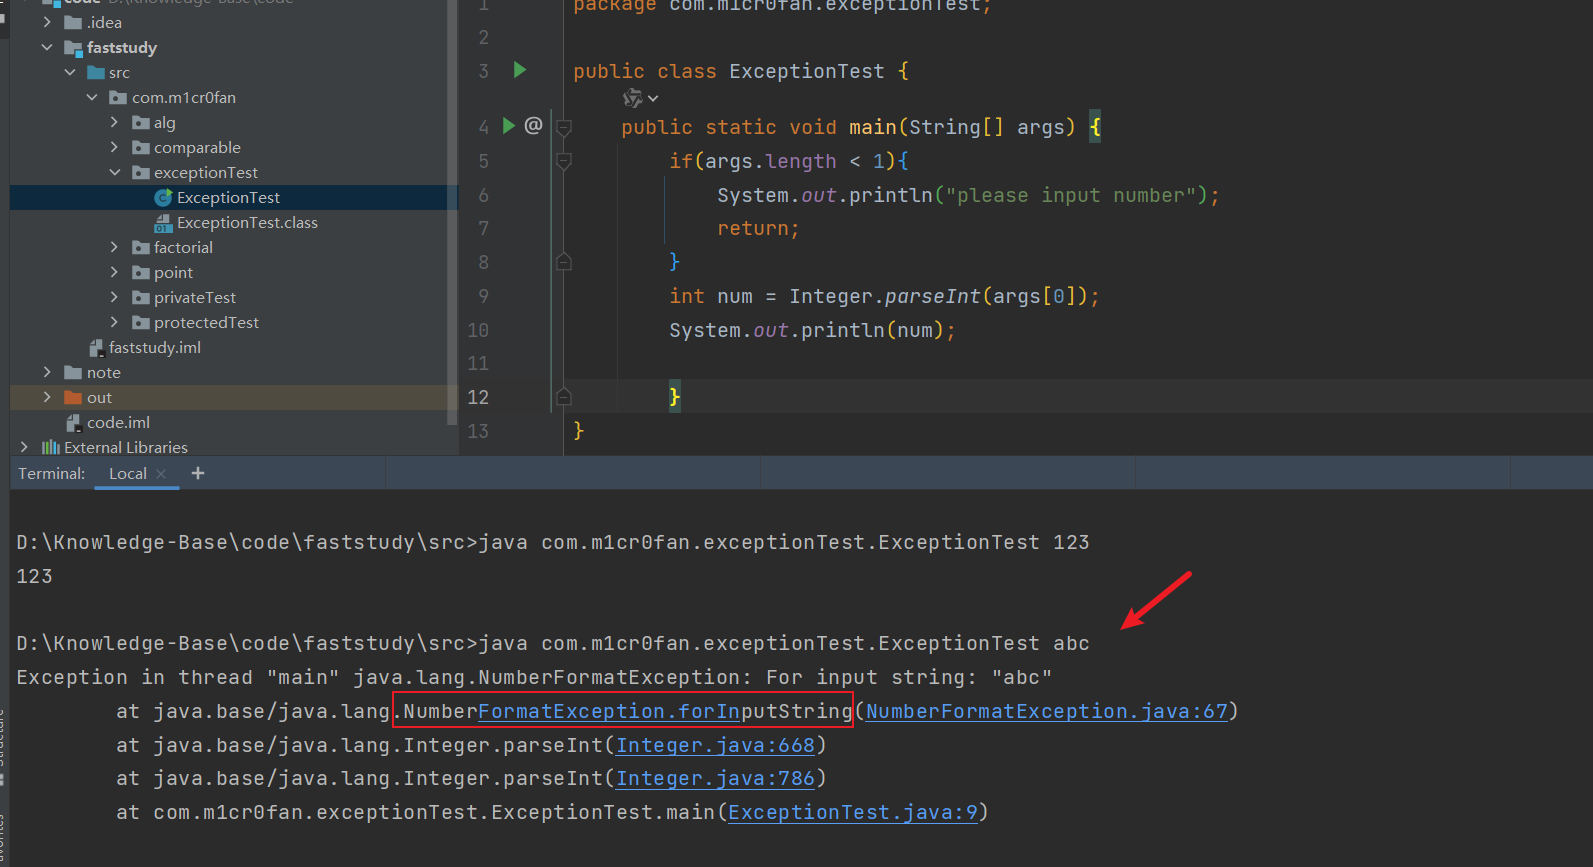 code D:\Knowledge-Base\code
.idea
faststudy
src
com.m1cr0fan
alg
comparable
exceptionTest
ExceptionTest
ExceptionTest.class
factorial
point
privateTest
protectedTest
faststudy.iml
note
out
code.iml
External Libraries
1 package com.m1cr0fan.exceptionTest;
2
3 public class ExceptionTest {
4 @ public static void main(String[] args) {
5 if(args.length < 1){
6 System.out.println("please input number");
7 return;
8 }
9 int num = Integer.parseInt(args[0]);
10 System.out.println(num);
11
12 }
13 }
Terminal: Local × +
D:\Knowledge-Base\code\faststudy\src>java com.m1cr0fan.exceptionTest.ExceptionTest 123
123
D:\Knowledge-Base\code\faststudy\src>java com.m1cr0fan.exceptionTest.ExceptionTest abc
Exception in thread "main" java.lang.NumberFormatException: For input string: "abc"
at java.base/java.lang.NumberFormatException.forInputString(NumberFormatException.java:67)
at java.base/java.lang.Integer.parseInt(Integer.java:668)
at java.base/java.lang.Integer.parseInt(Integer.java:786)
at com.m1cr0fan.exceptionTest.ExceptionTest.main(ExceptionTest.java:9)